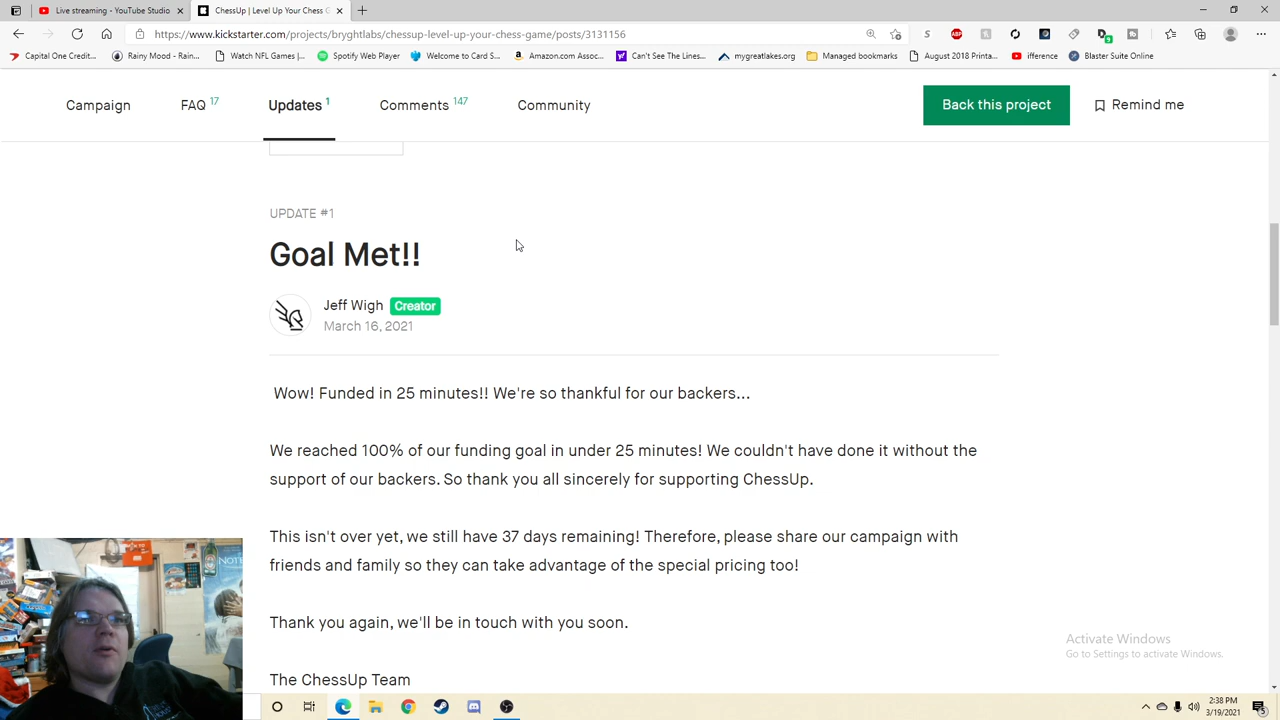 Live streaming - YouTube Studio
ChessUp | Level Up Your Chess G
https://www.kickstarter.com/projects/bryghtlabs/chessup-level-up-your-chess-game/posts/3131156
Capital One Credit...
Rainy Mood - Rain...
Watch NFL Games |...
Spotify Web Player
Welcome to Card S...
Amazon.com Assoc...
Can't See The Lines...
mygreatlakes.org
Managed bookmarks
August 2018 Printa...
ifference
Blaster Suite Online
Campaign
FAQ 17
Updates 1
Comments 147
Community
Back this project
Remind me
UPDATE #1
Goal Met!!
Jeff Wigh Creator
March 16, 2021
Wow! Funded in 25 minutes!! We're so thankful for our backers...
We reached 100% of our funding goal in under 25 minutes! We couldn't have done it without the
support of our backers. So thank you all sincerely for supporting ChessUp.
This isn't over yet, we still have 37 days remaining! Therefore, please share our campaign with
friends and family so they can take advantage of the special pricing too!
Thank you again, we'll be in touch with you soon.
The ChessUp Team
Activate Windows
Go to Settings to activate Windows.
2:38 PM
3/19/2021